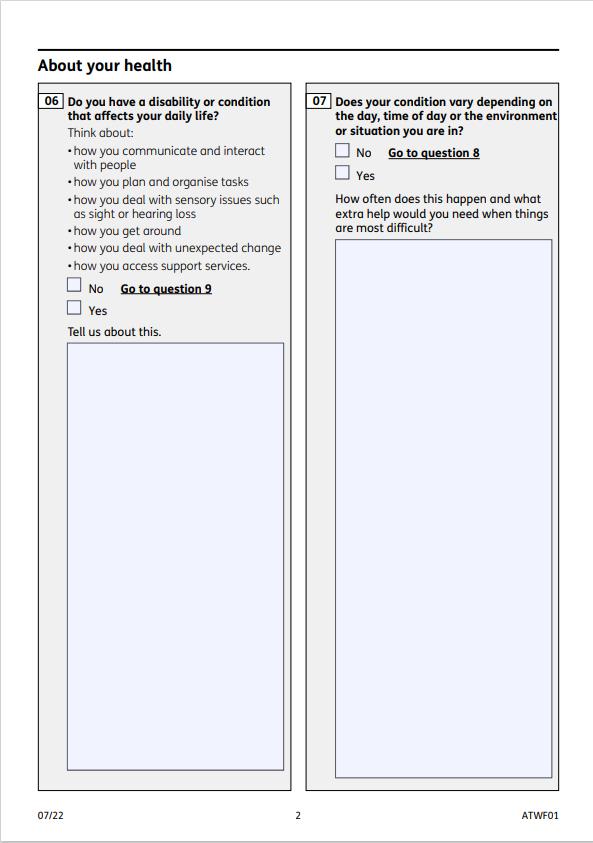 About your health
06 Do you have a disability or condition
that affects your daily life?
Think about:
• how you communicate and interact
with people
• how you plan and organise tasks
• how you deal with sensory issues such
as sight or hearing loss
• how you get around
• how you deal with unexpected change
• how you access support services.
No Go to question 9
Yes
Tell us about this.
07 Does your condition vary depending on
the day, time of day or the environment
or situation you are in?
No Go to question 8
Yes
How often does this happen and what
extra help would you need when things
are most difficult?
07/22 2 ATWF01